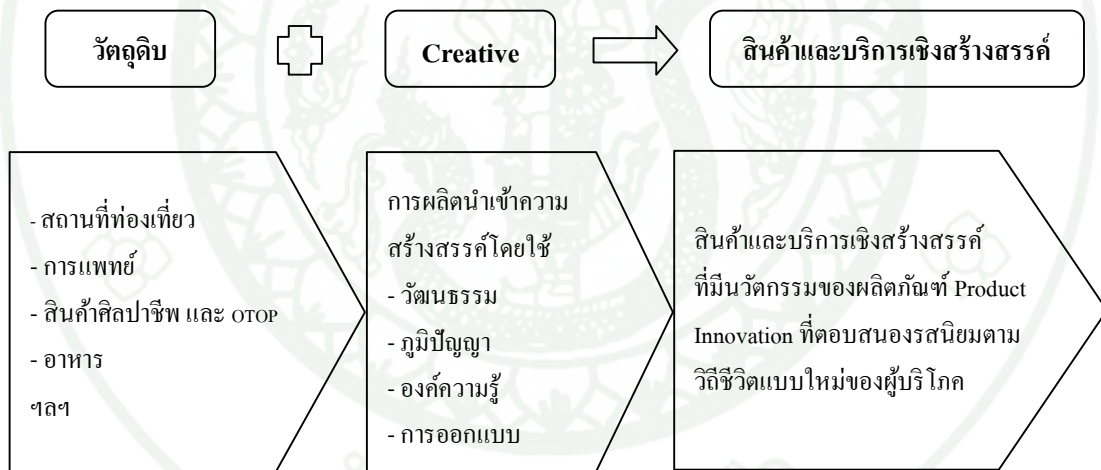 วัตถุดิบ
Creative
สินค้าและบริการเชิงสร้างสรรค์
- สถานที่ท่องเที่ยว
- การแพทย์
- สินค้าศิลปาชีพ และ OTOP
- อาหาร
ฯลฯ
การผลิตนำเข้าความ
สร้างสรรค์โดยใช้
- วัฒนธรรม
- ภูมิปัญญา
- องค์ความรู้
- การออกแบบ
สินค้าและบริการเชิงสร้างสรรค์
ที่มีนวัตกรรมของผลิตภัณฑ์ Product
Innovation ที่ตอบสนองรสนิยมตาม
วิถีชีวิตแบบใหม่ของผู้บริโภค